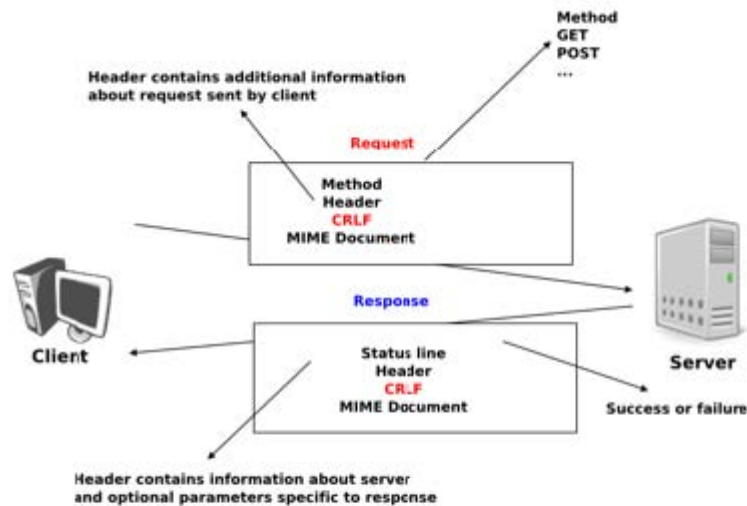 Method
GET
POST
...
Header contains additional information
about request sent by client
Request
Method
Header
CRLF
MIME Document
Response
Client
Server
Status line
Header
CRLF
MIME Document
Success or failure
Header contains information about server
and optional parameters specific to response